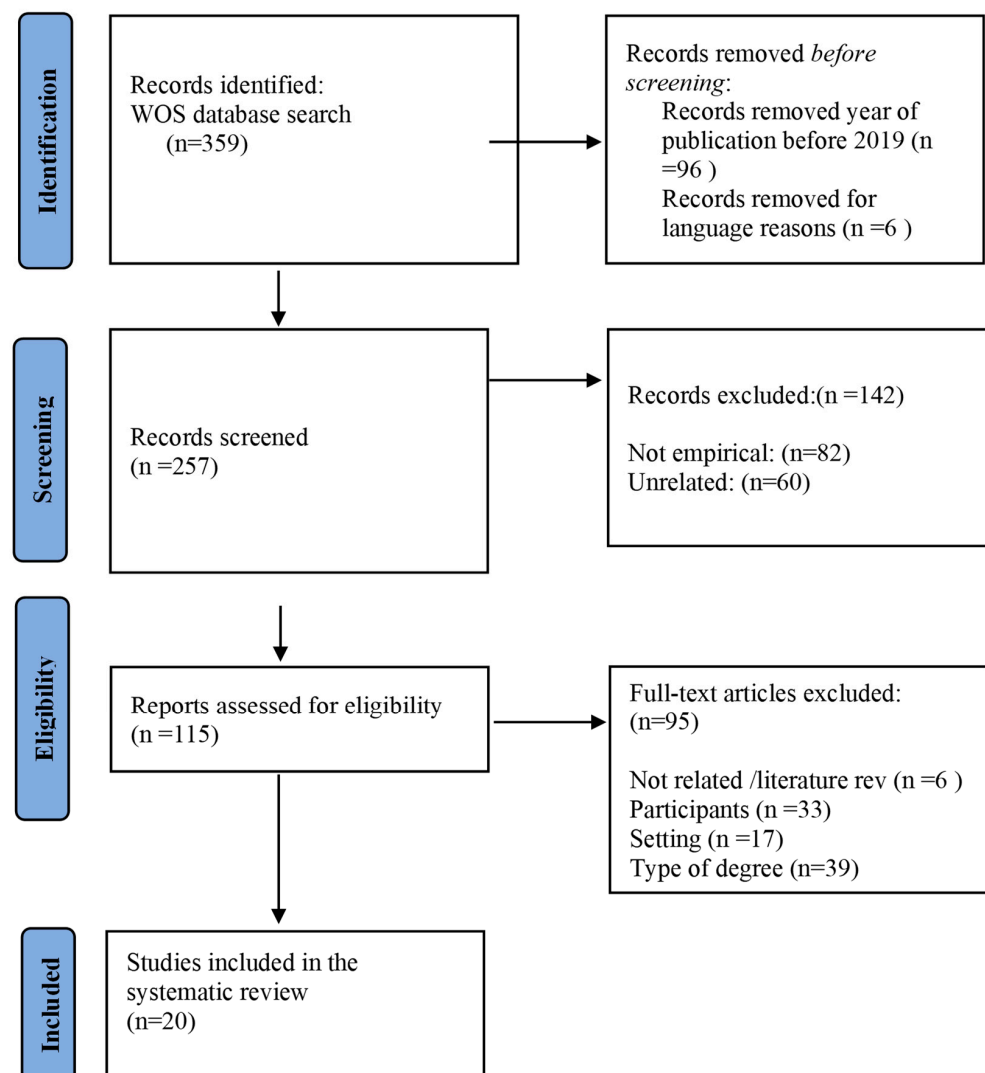 Identification
Records identified:
WOS database search
(n=359)
Records removed before
screening:
Records removed year of
publication before 2019 (n
=96 )
Records removed for
language reasons (n =6 )
Screening
Records screened
(n =257)
Records excluded:(n =142)
Not empirical: (n=82)
Unrelated: (n=60)
Eligibility
Reports assessed for eligibility
(n =115)
Full-text articles excluded:
(n=95)
Not related /literature rev (n =6 )
Participants (n =33)
Setting (n =17)
Type of degree (n=39)
Included
Studies included in the
systematic review
(n=20)